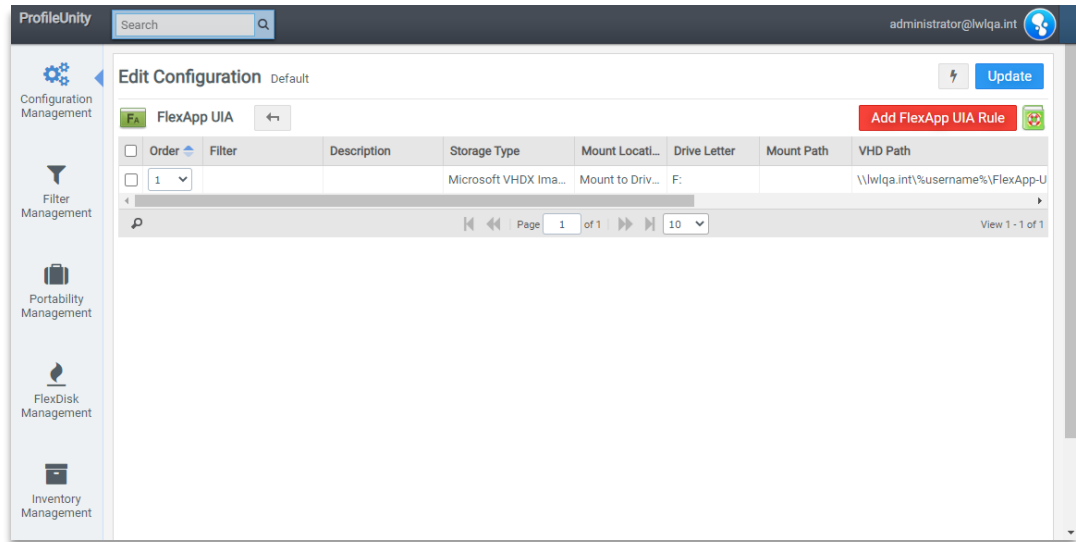 ProfileUnity
Search
administrator@lwlqa.int
Configuration
Management
Filter
Management
Portability
Management
FlexDisk
Management
Inventory
Management
Edit Configuration Default
Update
FA FlexApp UIA
Add FlexApp UIA Rule
Order Filter Description Storage Type Mount Locati... Drive Letter Mount Path VHD Path
1 Microsoft VHDX Ima... Mount to Driv... F: \\lwlqa.int\%username%\FlexApp-U
Page 1 of 1 10 View 1 - 1 of 1